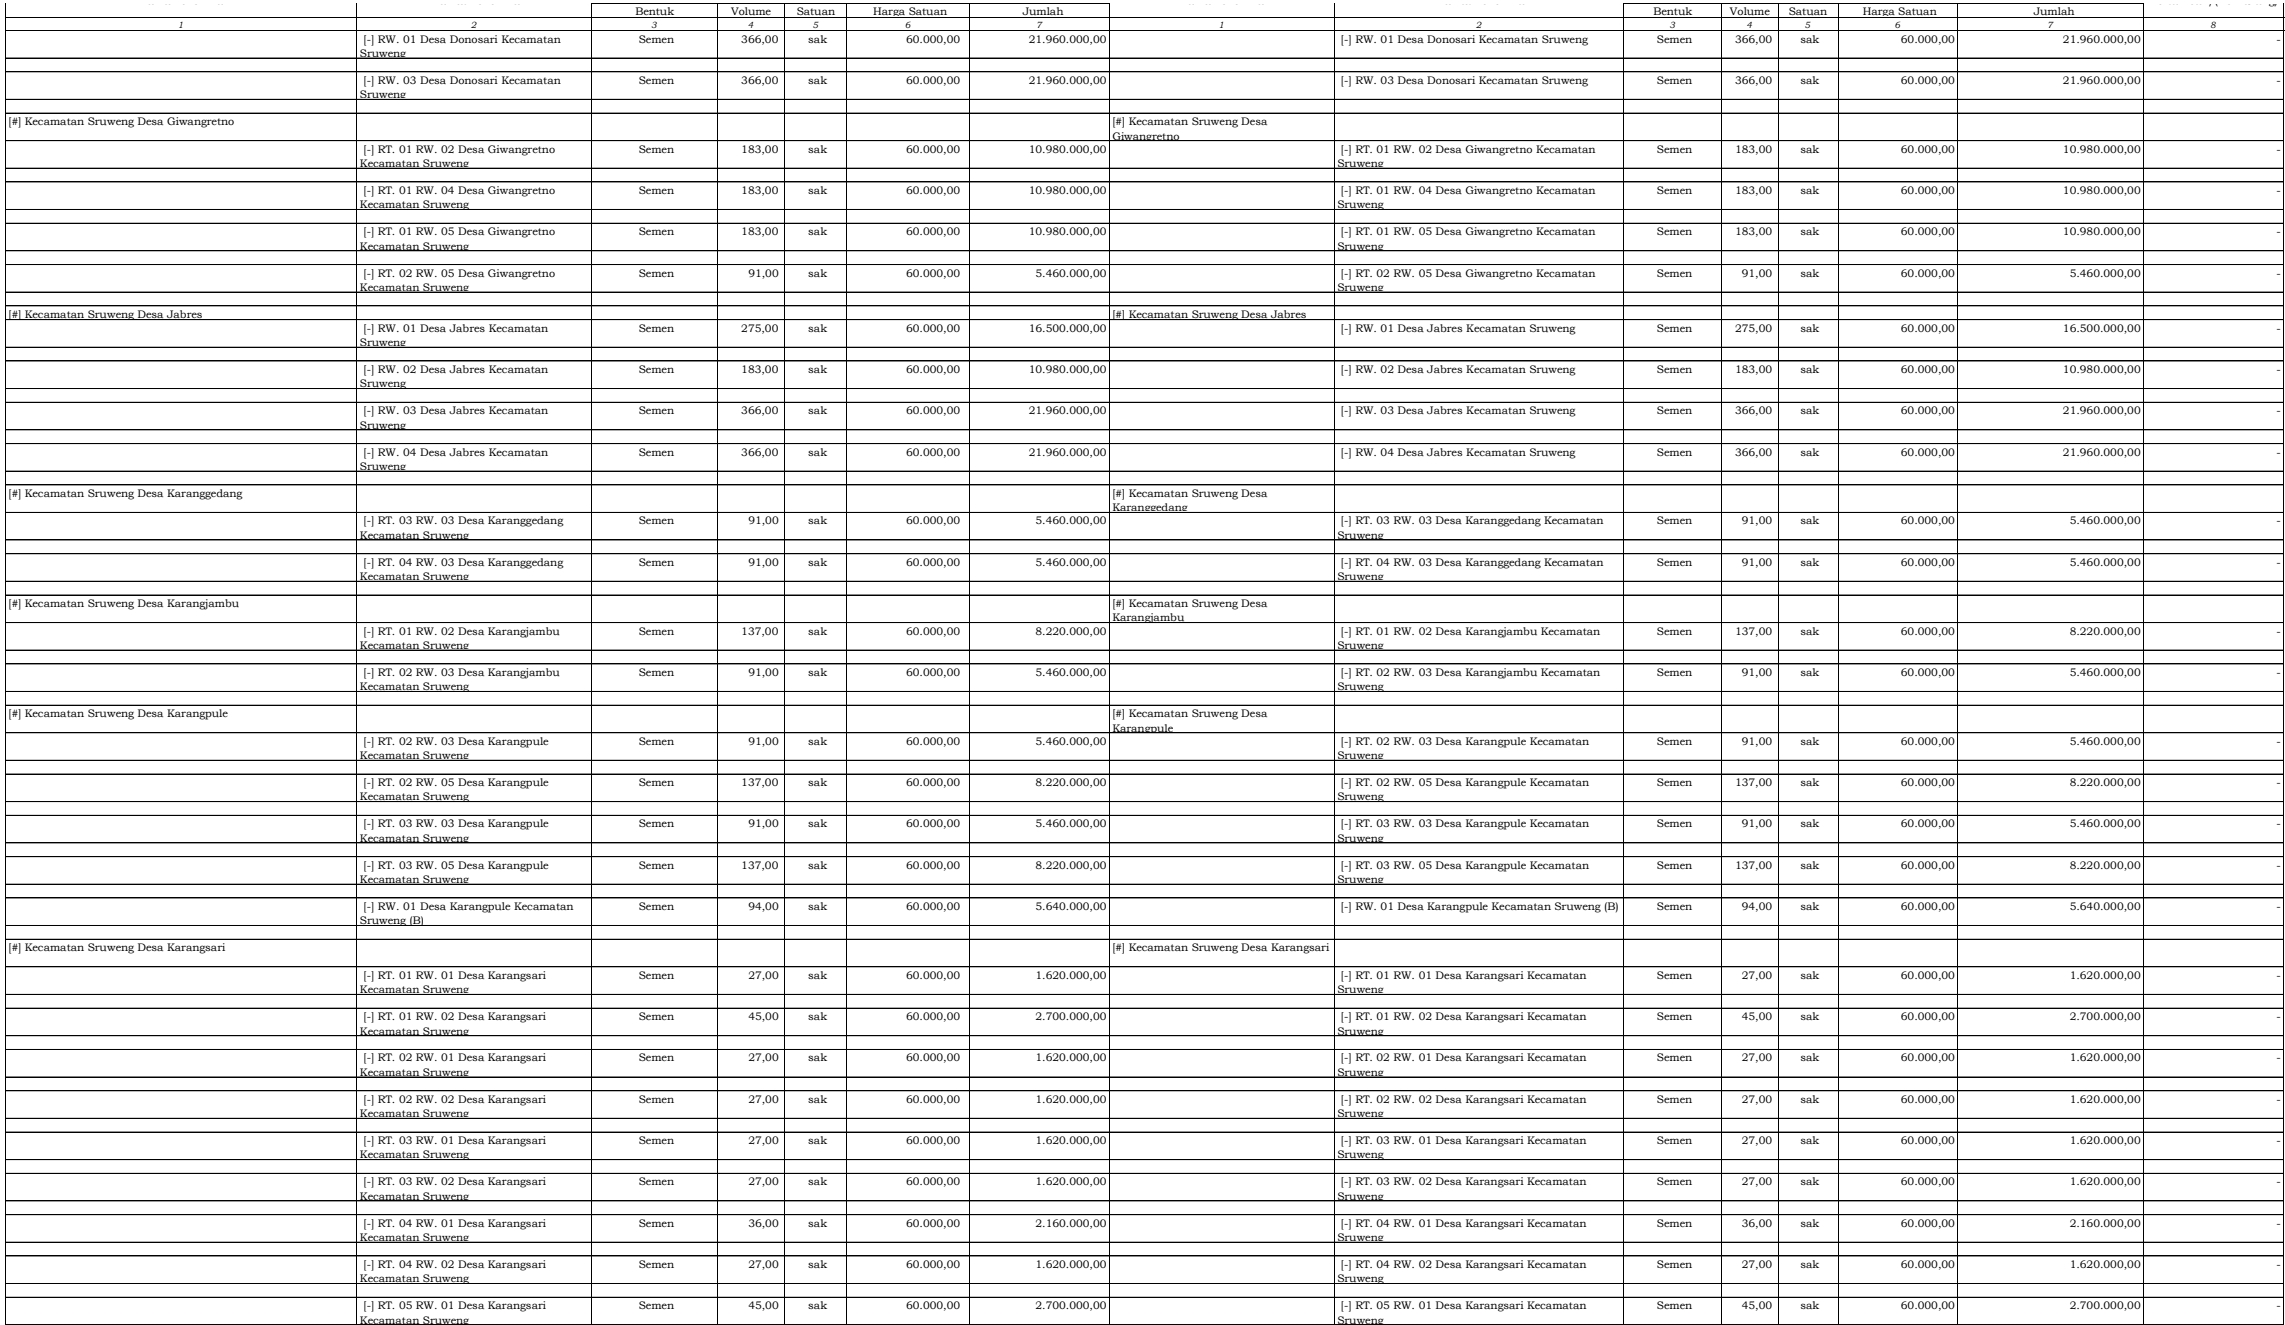 Bentuk Volume Satuan Harga Satuan Jumlah Bentuk Volume Satuan Harga Satuan Jumlah
1 2 3 4 5 6 7 1 2 3 4 5 6 7 8
[-] RW. 01 Desa Donosari Kecamatan Semen 366,00 sak 60.000,00 21.960.000,00 [-] RW. 01 Desa Donosari Kecamatan Sruweng Semen 366,00 sak 60.000,00 21.960.000,00 -
Sruweng
[-] RW. 03 Desa Donosari Kecamatan Semen 366,00 sak 60.000,00 21.960.000,00 [-] RW. 03 Desa Donosari Kecamatan Sruweng Semen 366,00 sak 60.000,00 21.960.000,00 -
Sruweng
[#] Kecamatan Sruweng Desa Giwangretno [#] Kecamatan Sruweng Desa
Giwangretno
[-] RT. 01 RW. 02 Desa Giwangretno Semen 183,00 sak 60.000,00 10.980.000,00 [-] RT. 01 RW. 02 Desa Giwangretno Kecamatan Semen 183,00 sak 60.000,00 10.980.000,00 -
Kecamatan Sruweng Sruweng
[-] RT. 01 RW. 04 Desa Giwangretno Semen 183,00 sak 60.000,00 10.980.000,00 [-] RT. 01 RW. 04 Desa Giwangretno Kecamatan Semen 183,00 sak 60.000,00 10.980.000,00 -
Kecamatan Sruweng Sruweng
[-] RT. 01 RW. 05 Desa Giwangretno Semen 183,00 sak 60.000,00 10.980.000,00 [-] RT. 01 RW. 05 Desa Giwangretno Kecamatan Semen 183,00 sak 60.000,00 10.980.000,00 -
Kecamatan Sruweng Sruweng
[-] RT. 02 RW. 05 Desa Giwangretno Semen 91,00 sak 60.000,00 5.460.000,00 [-] RT. 02 RW. 05 Desa Giwangretno Kecamatan Semen 91,00 sak 60.000,00 5.460.000,00 -
Kecamatan Sruweng Sruweng
[#] Kecamatan Sruweng Desa Jabres [#] Kecamatan Sruweng Desa Jabres
[-] RW. 01 Desa Jabres Kecamatan Semen 275,00 sak 60.000,00 16.500.000,00 [-] RW. 01 Desa Jabres Kecamatan Sruweng Semen 275,00 sak 60.000,00 16.500.000,00 -
Sruweng
[-] RW. 02 Desa Jabres Kecamatan Semen 183,00 sak 60.000,00 10.980.000,00 [-] RW. 02 Desa Jabres Kecamatan Sruweng Semen 183,00 sak 60.000,00 10.980.000,00 -
Sruweng
[-] RW. 03 Desa Jabres Kecamatan Semen 366,00 sak 60.000,00 21.960.000,00 [-] RW. 03 Desa Jabres Kecamatan Sruweng Semen 366,00 sak 60.000,00 21.960.000,00 -
Sruweng
[-] RW. 04 Desa Jabres Kecamatan Semen 366,00 sak 60.000,00 21.960.000,00 [-] RW. 04 Desa Jabres Kecamatan Sruweng Semen 366,00 sak 60.000,00 21.960.000,00 -
Sruweng
[#] Kecamatan Sruweng Desa Karanggedang [#] Kecamatan Sruweng Desa
Karanggedang
[-] RT. 03 RW. 03 Desa Karanggedang Semen 91,00 sak 60.000,00 5.460.000,00 [-] RT. 03 RW. 03 Desa Karanggedang Kecamatan Semen 91,00 sak 60.000,00 5.460.000,00 -
Kecamatan Sruweng Sruweng
[-] RT. 04 RW. 03 Desa Karanggedang Semen 91,00 sak 60.000,00 5.460.000,00 [-] RT. 04 RW. 03 Desa Karanggedang Kecamatan Semen 91,00 sak 60.000,00 5.460.000,00 -
Kecamatan Sruweng Sruweng
[#] Kecamatan Sruweng Desa Karangjambu [#] Kecamatan Sruweng Desa
Karangjambu
[-] RT. 01 RW. 02 Desa Karangjambu Semen 137,00 sak 60.000,00 8.220.000,00 [-] RT. 01 RW. 02 Desa Karangjambu Kecamatan Semen 137,00 sak 60.000,00 8.220.000,00 -
Kecamatan Sruweng Sruweng
[-] RT. 02 RW. 03 Desa Karangjambu Semen 91,00 sak 60.000,00 5.460.000,00 [-] RT. 02 RW. 03 Desa Karangjambu Kecamatan Semen 91,00 sak 60.000,00 5.460.000,00 -
Kecamatan Sruweng Sruweng
[#] Kecamatan Sruweng Desa Karangpule [#] Kecamatan Sruweng Desa
Karangpule
[-] RT. 02 RW. 03 Desa Karangpule Semen 91,00 sak 60.000,00 5.460.000,00 [-] RT. 02 RW. 03 Desa Karangpule Kecamatan Semen 91,00 sak 60.000,00 5.460.000,00 -
Kecamatan Sruweng Sruweng
[-] RT. 02 RW. 05 Desa Karangpule Semen 137,00 sak 60.000,00 8.220.000,00 [-] RT. 02 RW. 05 Desa Karangpule Kecamatan Semen 137,00 sak 60.000,00 8.220.000,00 -
Kecamatan Sruweng Sruweng
[-] RT. 03 RW. 03 Desa Karangpule Semen 91,00 sak 60.000,00 5.460.000,00 [-] RT. 03 RW. 03 Desa Karangpule Kecamatan Semen 91,00 sak 60.000,00 5.460.000,00 -
Kecamatan Sruweng Sruweng
[-] RT. 03 RW. 05 Desa Karangpule Semen 137,00 sak 60.000,00 8.220.000,00 [-] RT. 03 RW. 05 Desa Karangpule Kecamatan Semen 137,00 sak 60.000,00 8.220.000,00 -
Kecamatan Sruweng Sruweng
[-] RW. 01 Desa Karangpule Kecamatan Semen 94,00 sak 60.000,00 5.640.000,00 [-] RW. 01 Desa Karangpule Kecamatan Sruweng (B) Semen 94,00 sak 60.000,00 5.640.000,00 -
Sruweng (B)
[#] Kecamatan Sruweng Desa Karangsari [#] Kecamatan Sruweng Desa Karangsari
[-] RT. 01 RW. 01 Desa Karangsari Semen 27,00 sak 60.000,00 1.620.000,00 [-] RT. 01 RW. 01 Desa Karangsari Kecamatan Semen 27,00 sak 60.000,00 1.620.000,00 -
Kecamatan Sruweng Sruweng
[-] RT. 01 RW. 02 Desa Karangsari Semen 45,00 sak 60.000,00 2.700.000,00 [-] RT. 01 RW. 02 Desa Karangsari Kecamatan Semen 45,00 sak 60.000,00 2.700.000,00 -
Kecamatan Sruweng Sruweng
[-] RT. 02 RW. 01 Desa Karangsari Semen 27,00 sak 60.000,00 1.620.000,00 [-] RT. 02 RW. 01 Desa Karangsari Kecamatan Semen 27,00 sak 60.000,00 1.620.000,00 -
Kecamatan Sruweng Sruweng
[-] RT. 02 RW. 02 Desa Karangsari Semen 27,00 sak 60.000,00 1.620.000,00 [-] RT. 02 RW. 02 Desa Karangsari Kecamatan Semen 27,00 sak 60.000,00 1.620.000,00 -
Kecamatan Sruweng Sruweng
[-] RT. 03 RW. 01 Desa Karangsari Semen 27,00 sak 60.000,00 1.620.000,00 [-] RT. 03 RW. 01 Desa Karangsari Kecamatan Semen 27,00 sak 60.000,00 1.620.000,00 -
Kecamatan Sruweng Sruweng
[-] RT. 03 RW. 02 Desa Karangsari Semen 27,00 sak 60.000,00 1.620.000,00 [-] RT. 03 RW. 02 Desa Karangsari Kecamatan Semen 27,00 sak 60.000,00 1.620.000,00 -
Kecamatan Sruweng Sruweng
[-] RT. 04 RW. 01 Desa Karangsari Semen 36,00 sak 60.000,00 2.160.000,00 [-] RT. 04 RW. 01 Desa Karangsari Kecamatan Semen 36,00 sak 60.000,00 2.160.000,00 -
Kecamatan Sruweng Sruweng
[-] RT. 04 RW. 02 Desa Karangsari Semen 27,00 sak 60.000,00 1.620.000,00 [-] RT. 04 RW. 02 Desa Karangsari Kecamatan Semen 27,00 sak 60.000,00 1.620.000,00 -
Kecamatan Sruweng Sruweng
[-] RT. 05 RW. 01 Desa Karangsari Semen 45,00 sak 60.000,00 2.700.000,00 [-] RT. 05 RW. 01 Desa Karangsari Kecamatan Semen 45,00 sak 60.000,00 2.700.000,00 -
Kecamatan Sruweng Sruweng